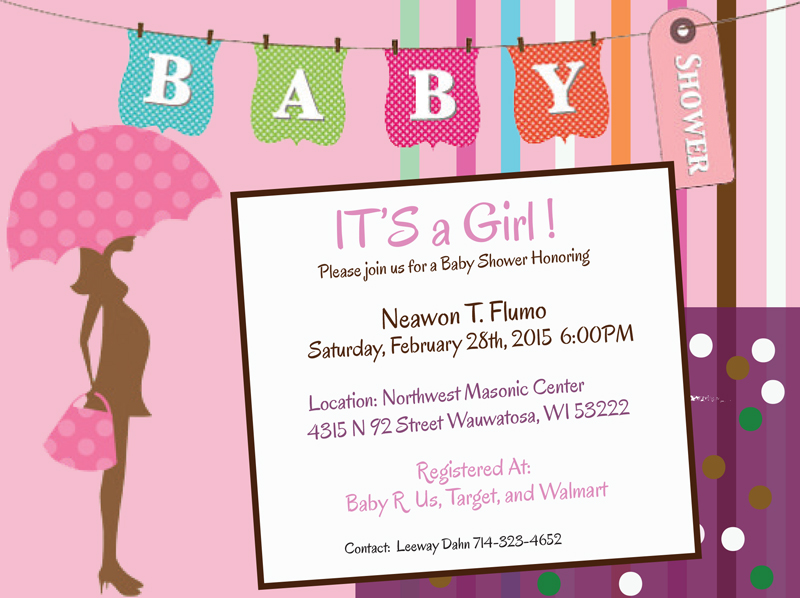 BABY
SHOWER
IT'S a Girl !
Please join us for a Baby Shower Honoring
Neawon T. Flumo
Saturday, February 28th, 2015 6:00PM
Location: Northwest Masonic Center
4315 N 92 Street Wauwatosa, WI 53222
Registered At:
Baby R Us, Target, and Walmart
Contact: Leeway Dahn 714-323-4652